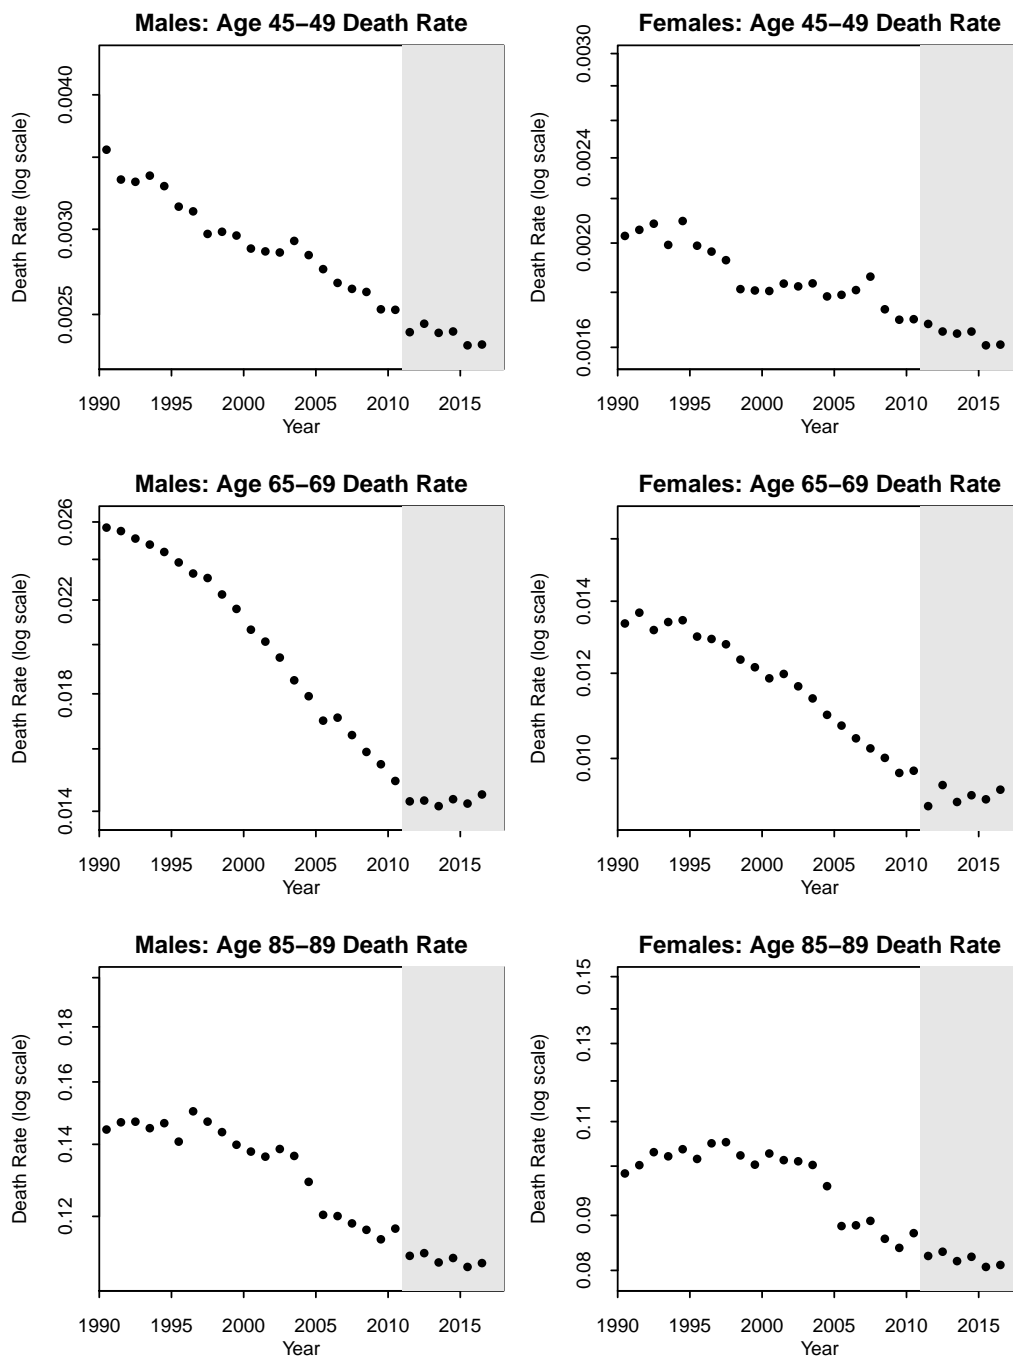 Males: Age 45−49 Death Rate
Death Rate (log scale)
0.0040
0.0030
0.0025
1990 1995 2000 2005 2010 2015
Year
Females: Age 45−49 Death Rate
Death Rate (log scale)
0.0030
0.0024
0.0020
0.0016
1990 1995 2000 2005 2010 2015
Year
Males: Age 65−69 Death Rate
Death Rate (log scale)
0.026
0.022
0.018
0.014
1990 1995 2000 2005 2010 2015
Year
Females: Age 65−69 Death Rate
Death Rate (log scale)
0.014
0.012
0.010
1990 1995 2000 2005 2010 2015
Year
Males: Age 85−89 Death Rate
Death Rate (log scale)
0.18
0.16
0.14
0.12
1990 1995 2000 2005 2010 2015
Year
Females: Age 85−89 Death Rate
Death Rate (log scale)
0.15
0.13
0.11
0.09
0.08
1990 1995 2000 2005 2010 2015
Year